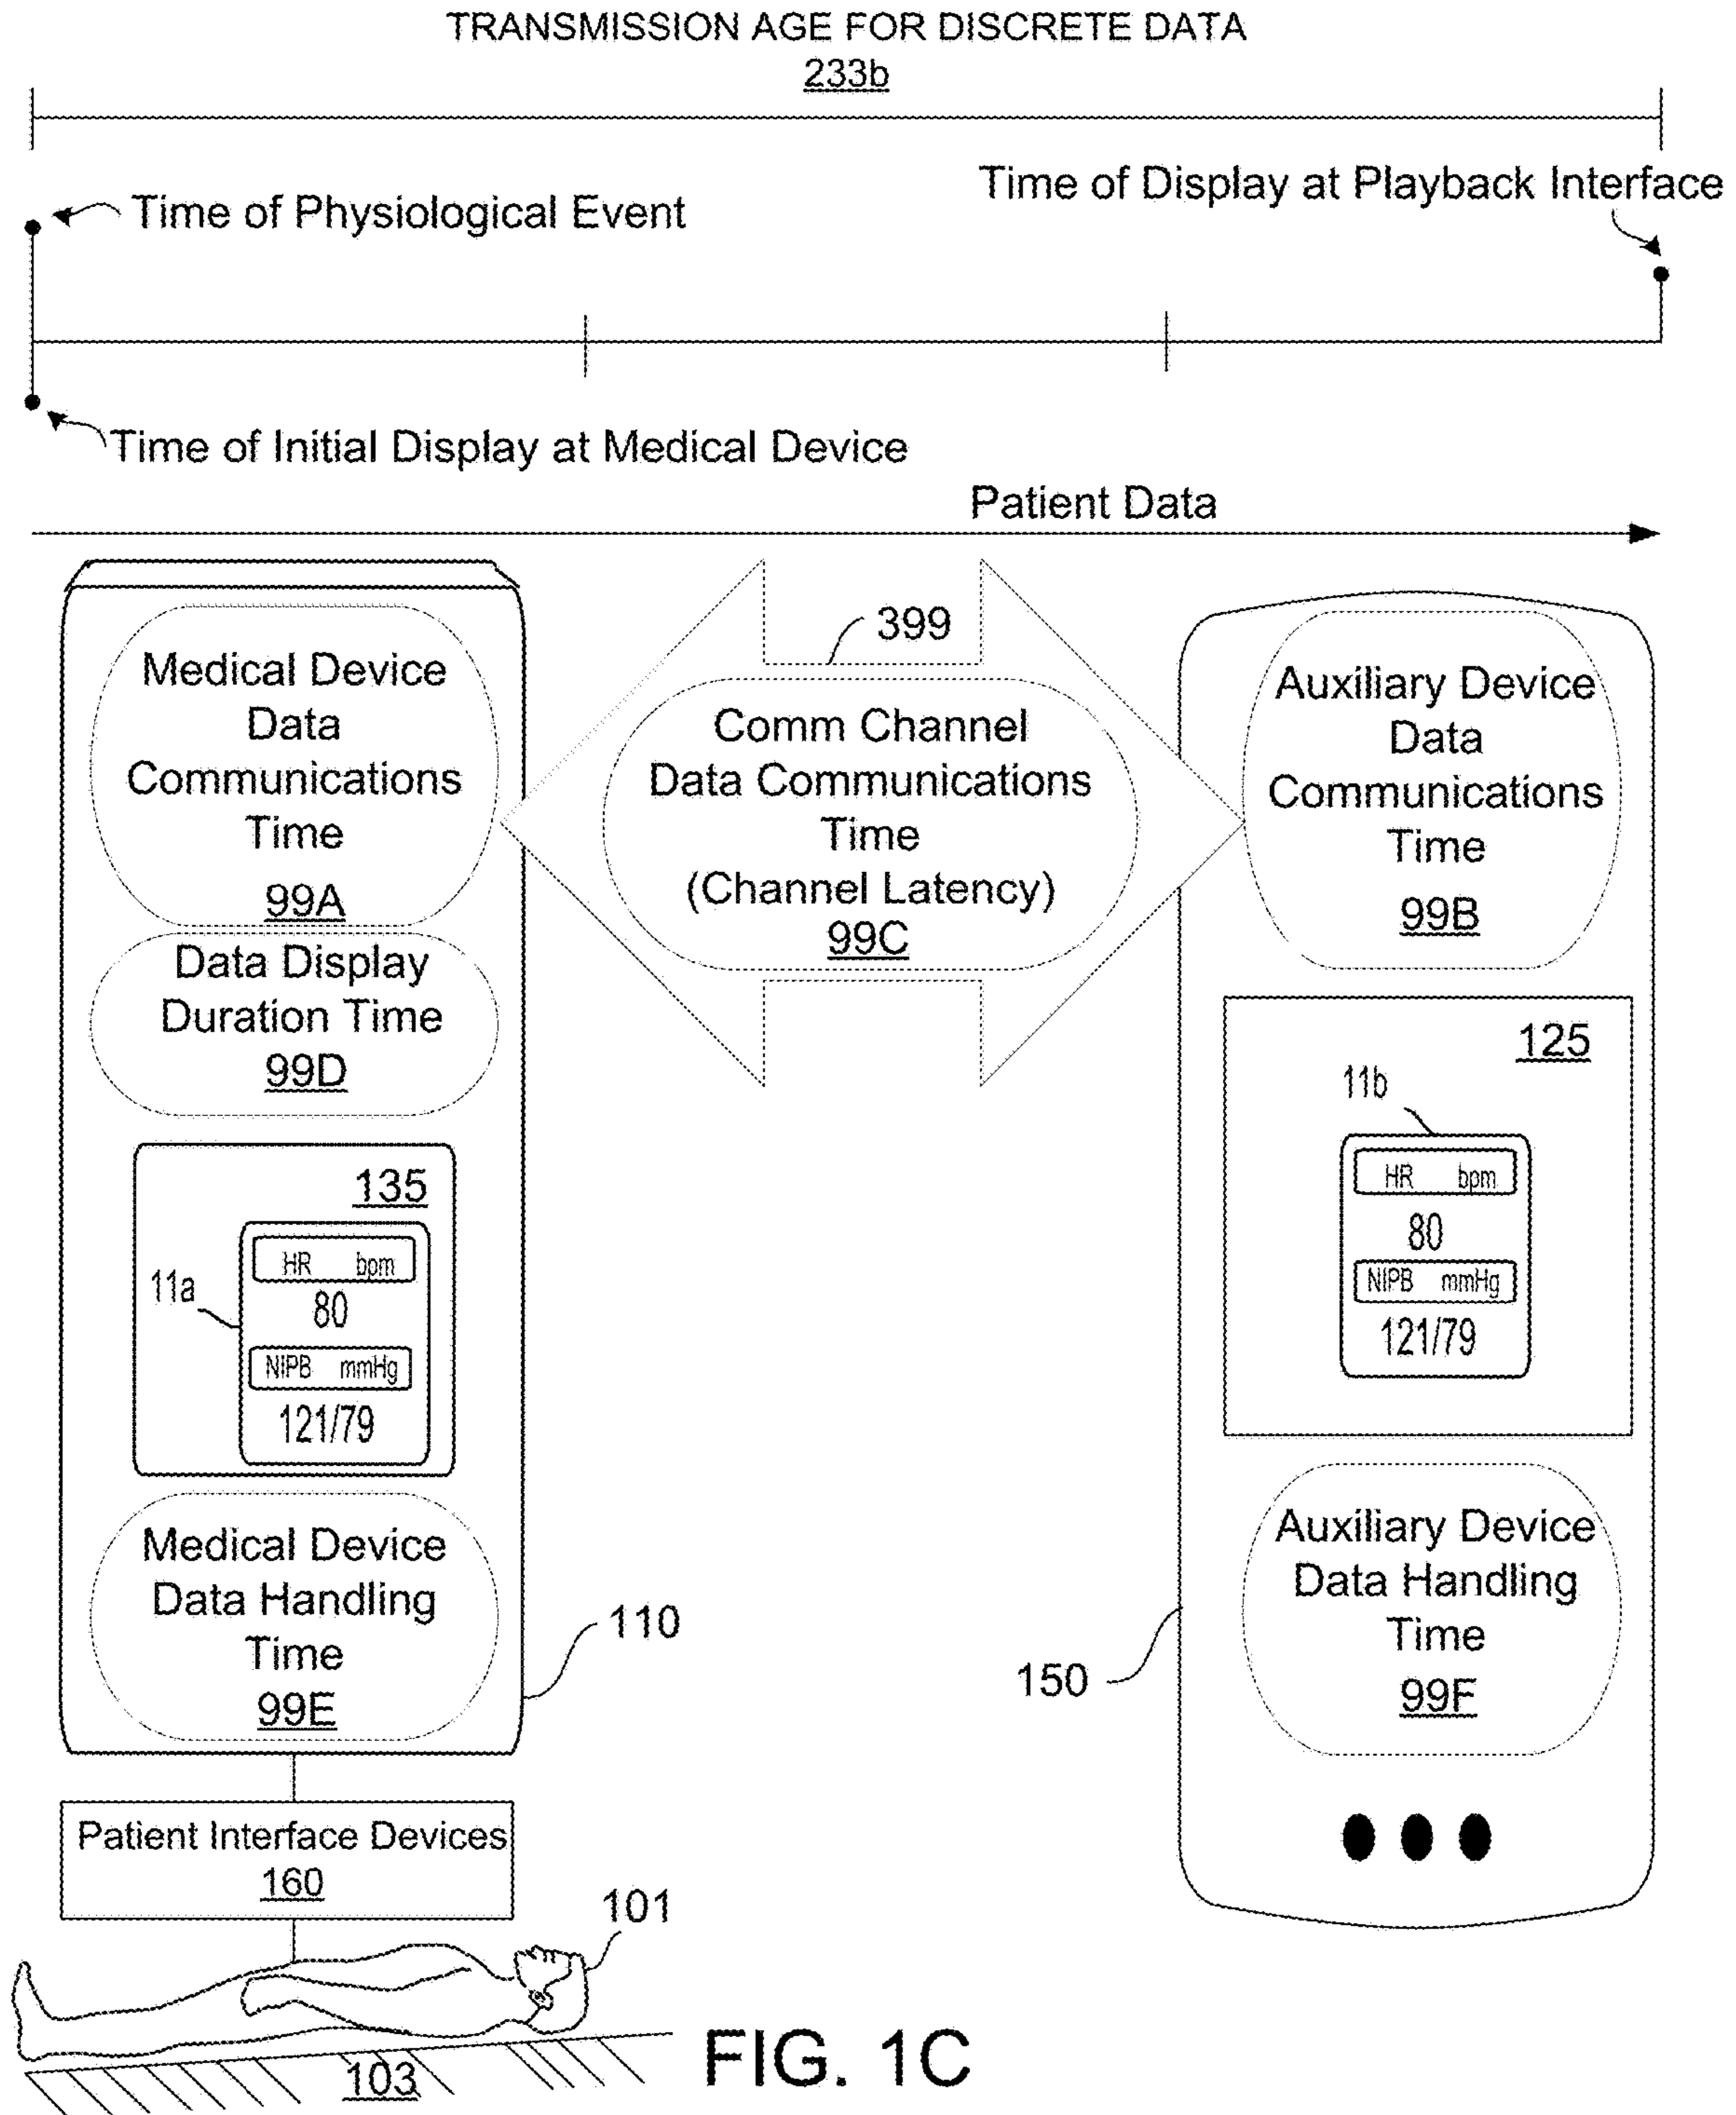 TRANSMISSION AGE FOR DISCRETE DATA
233b
Time of Physiological Event
Time of Display at Playback Interface
Time of Initial Display at Medical Device
Patient Data
Medical Device
Data
Communications
Time
99A
Data Display
Duration Time
99D
135
11a
HR bpm
80
NIPB mmHg
121/79
Medical Device
Data Handling
Time
99E
110
Patient Interface Devices
160
101
103
399
Comm Channel
Data Communications
Time
(Channel Latency)
99C
Auxiliary Device
Data
Communications
Time
99B
125
11b
HR bpm
80
NIPB mmHg
121/79
Auxiliary Device
Data Handling
Time
99F
150
FIG. 1C